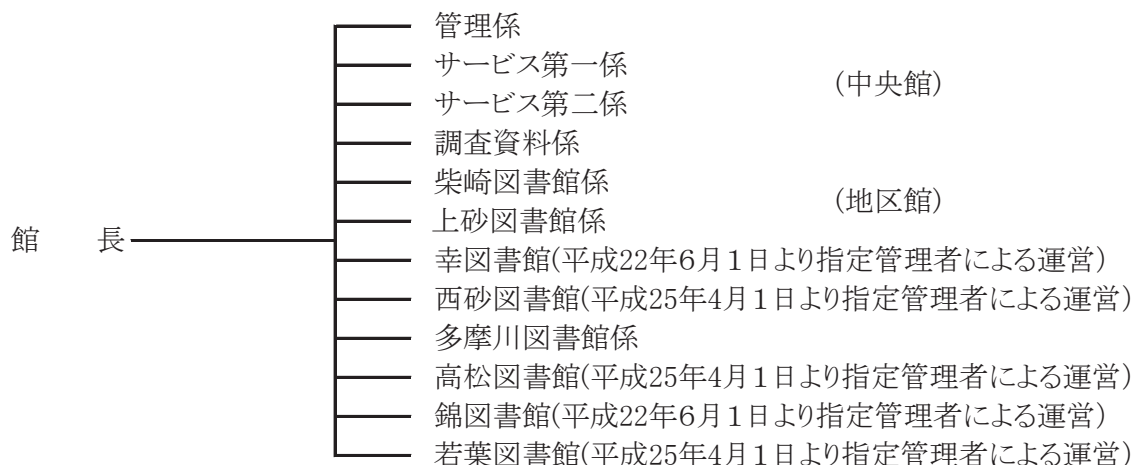 管理係
サービス第一係
(中央館)
サービス第二係
調査資料係
柴崎図書館係
(地区館)
上砂図書館係
館　長
幸図書館(平成22年6月1日より指定管理者による運営)
西砂図書館(平成25年4月1日より指定管理者による運営)
多摩川図書館係
高松図書館(平成25年4月1日より指定管理者による運営)
錦図書館(平成22年6月1日より指定管理者による運営)
若葉図書館(平成25年4月1日より指定管理者による運営)